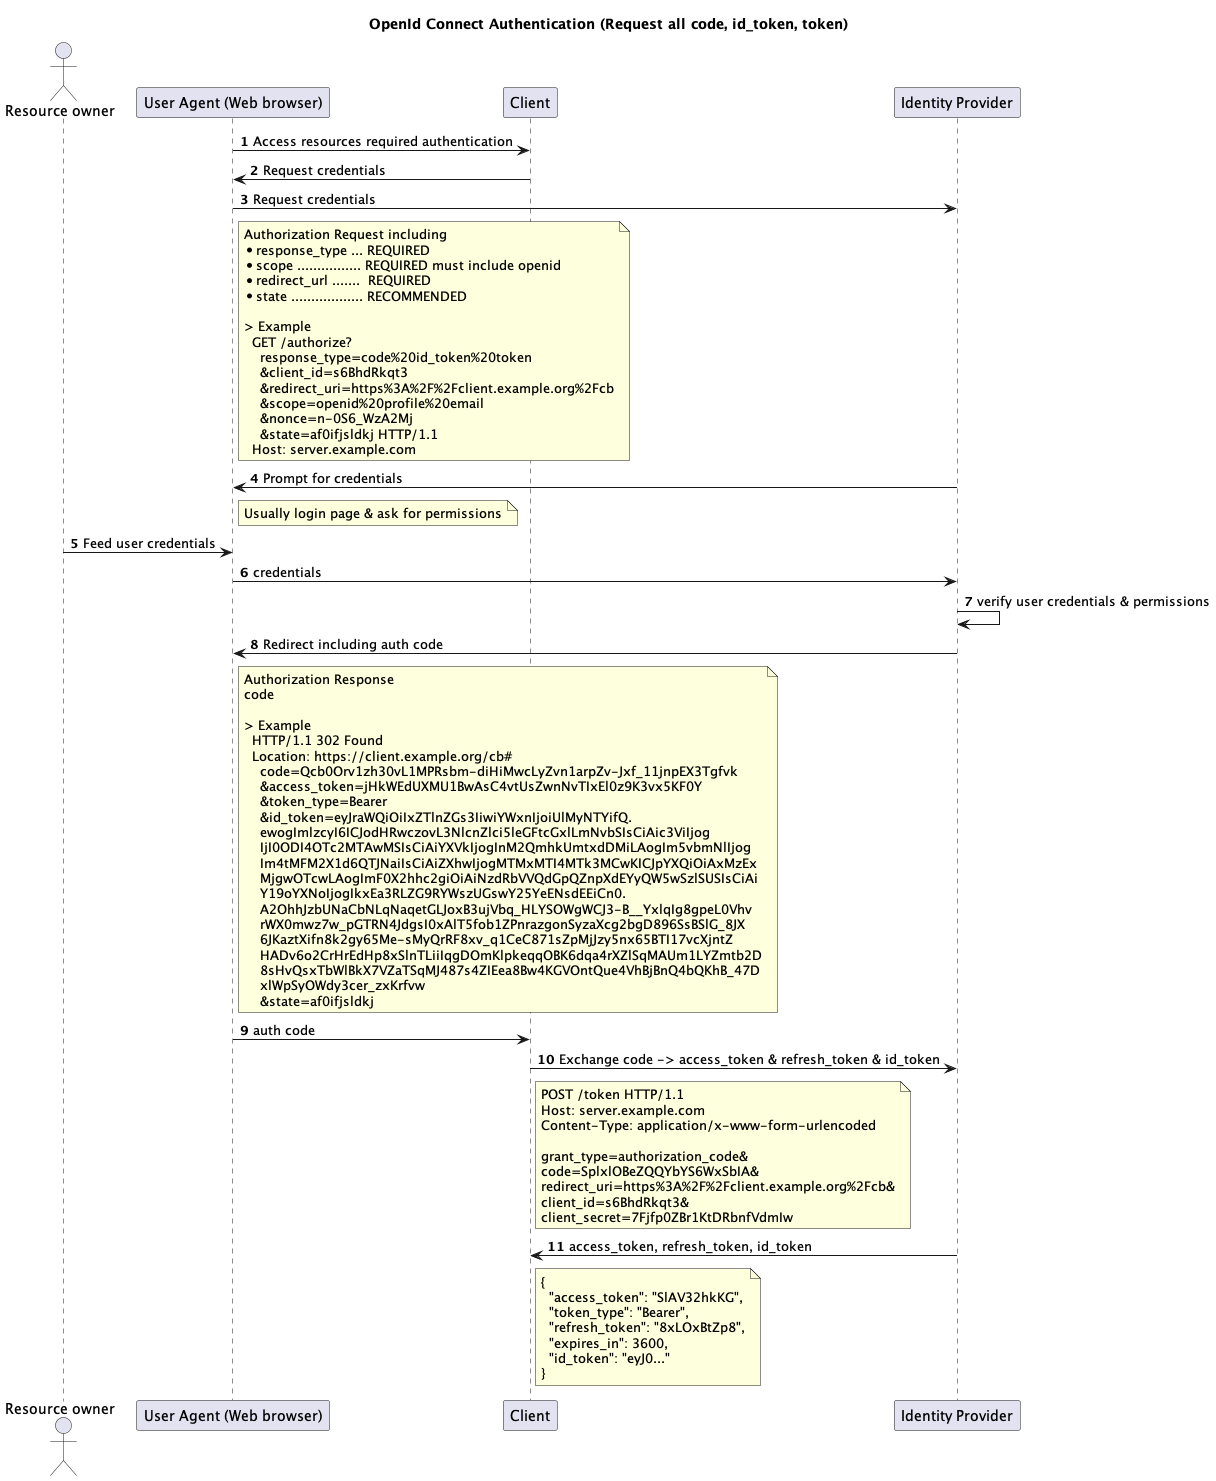 OpenId Connect Authentication (Request all code, id_token, token)
Resource owner
User Agent (Web browser)
Client
Identity Provider
1 Access resources required authentication
2 Request credentials
3 Request credentials
Authorization Request including
• response_type ... REQUIRED
• scope ................ REQUIRED must include openid
• redirect_url ....... REQUIRED
• state .................. RECOMMENDED
> Example
GET /authorize?
response_type=code%20id_token%20token
&client_id=s6BhdRkqt3
&redirect_uri=https%3A%2F%2Fclient.example.org%2Fcb
&scope=openid%20profile%20email
&nonce=n-0S6_WzA2Mj
&state=af0ifjsldkj HTTP/1.1
Host: server.example.com
4 Prompt for credentials
Usually login page & ask for permissions
5 Feed user credentials
6 credentials
7 verify user credentials & permissions
8 Redirect including auth code
Authorization Response
code
> Example
HTTP/1.1 302 Found
Location: https://client.example.org/cb#
code=Qcb0Orv1zh30vL1MPRsbm-diHiMwcLyZvn1arpZv-Jxf_11jnpEX3Tgfvk
&access_token=jHkWEdUXMU1BwAsC4vtUsZwnNvTIxEl0z9K3vx5KF0Y
&token_type=Bearer
&id_token=eyJraWQiOiIxZTlnZGs3IiwiYWxnIjoiUlMyNTYifQ.
ewogImlzcyI6ICJodHRwczovL3NlcnZlci5leGFtcGxlLmNvbSIsCiAic3ViIjog
IjI0ODI4OTc2MTAwMSIsCiAiYXVkIjogInM2QmhkUmtxdDMiLAogIm5vbmNlIjog
Im4tMFM2X1d6QTJNaiIsCiAiZXhwIjogMTMxMTI4MTk3MCwKICJpYXQiOiAxMzEx
MjgwOTcwLAogImF0X2hhc2giOiAiNzdRbVVQdGpQZnpXdEYyQW5wSzlSUSIsCiAi
Y19oYXNoIjogIkxEa3RLZG9RYWszUGswY25YeENsdEEiCn0.
A2OhhJzbUNaCbNLqNaqetGLJoxB3ujVbq_HLYSOWgWCJ3-B__YxlqIg8gpeL0Vhv
rWX0mwz7w_pGTRN4JdgsI0xAlT5fob1ZPnrazgonSyzaXcg2bgD896SsBSlG_8JX
6JKaztXifn8k2gy65Me-sMyQrRF8xv_q1CeC871sZpMjJzy5nx65BTI17vcXjntZ
HADv6o2CrHrEdHp8xSlnTLiiIqgDOmKlpkeqqOBK6dqa4rXZlSqMAUm1LYZmtb2D
8sHvQsxTbWlBkX7VZaTSqMJ487s4ZIEea8Bw4KGVOntQue4VhBjBnQ4bQKhB_47D
xlWpSyOWdy3cer_zxKrfvw
&state=af0ifjsldkj
9 auth code
10 Exchange code -> access_token & refresh_token & id_token
POST /token HTTP/1.1
Host: server.example.com
Content-Type: application/x-www-form-urlencoded
grant_type=authorization_code&
code=SplxlOBeZQQYbYS6WxSbIA&
redirect_uri=https%3A%2F%2Fclient.example.org%2Fcb&
client_id=s6BhdRkqt3&
client_secret=7Fjfp0ZBr1KtDRbnfVdmIw
11 access_token, refresh_token, id_token
{
"access_token": "SlAV32hkKG",
"token_type": "Bearer",
"refresh_token": "8xLOxBtZp8",
"expires_in": 3600,
"id_token": "eyJ0..."
}
Resource owner
User Agent (Web browser)
Client
Identity Provider